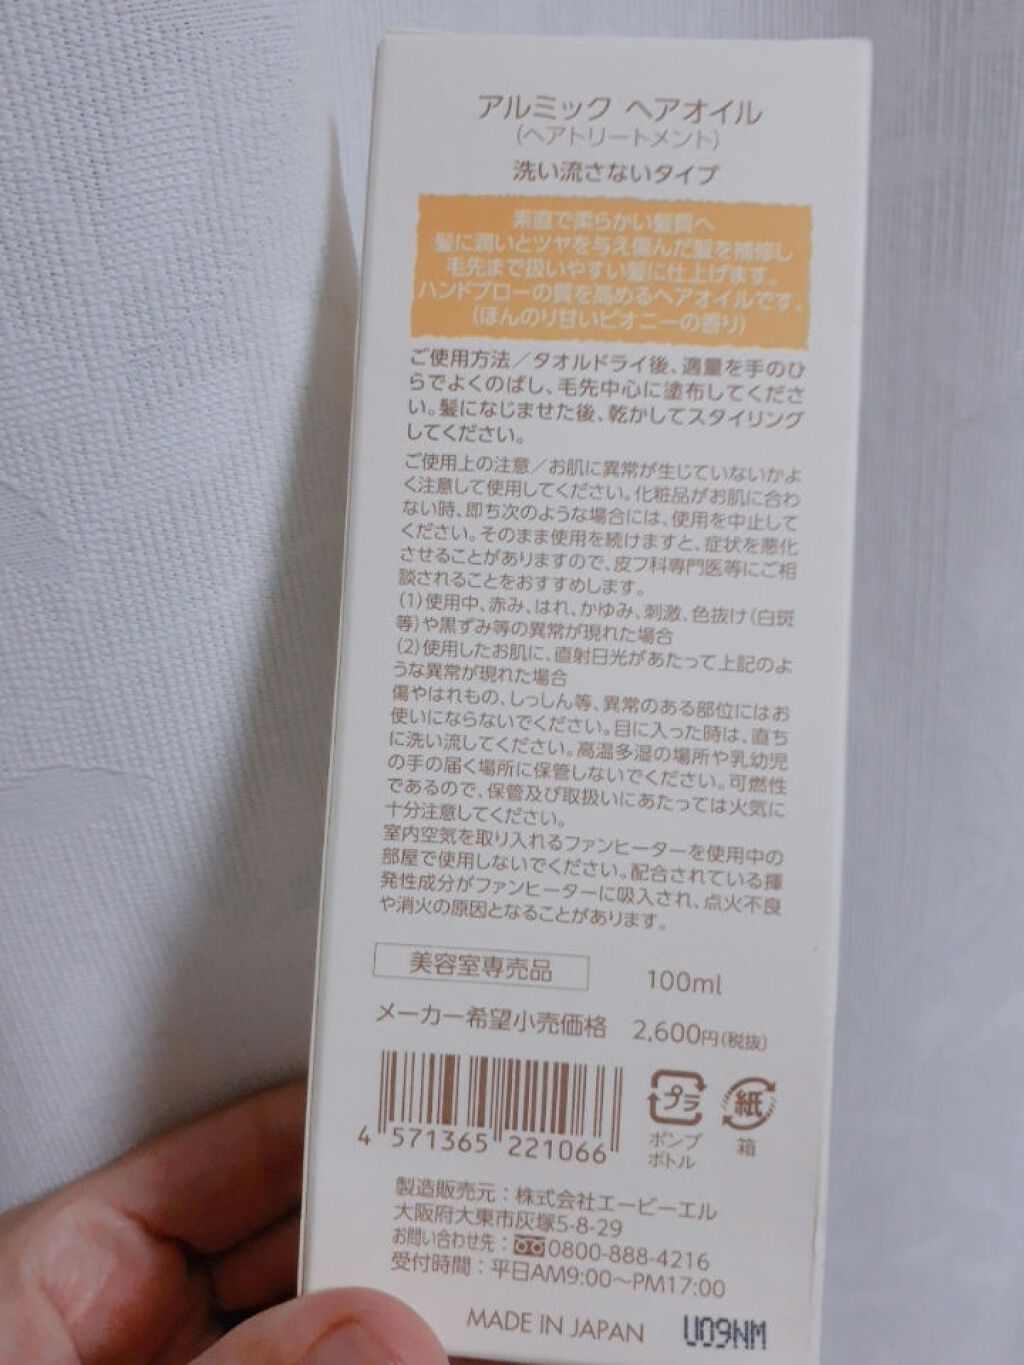 アルミック ヘアオイル
(ヘアトリートメント)
洗い流さないタイプ
素直で柔らかい髪質へ
髪に潤いとツヤを与え傷んだ髪を補修し
毛先まで扱いやすい髪に仕上げます。
ハンドブローの質を高めるヘアオイルです。
(ほんのり甘いピオニーの香り)
ご使用方法/タオルドライ後、適量を手のひ
らでよくのばし、毛先中心に塗布してくださ
い。髪になじませた後、乾かしてスタイリング
してください。
ご使用上の注意/お肌に異常が生じていないかよ
く注意して使用してください。化粧品がお肌に合わ
ない時、即ち次のような場合には、使用を中止して
ください。そのまま使用を続けますと、症状を悪化
させることがありますので、皮フ科専門医等にご相
談されることをおすすめします。
(1)使用中、赤み、はれ、かゆみ、刺激、色抜け(白斑
等)や黒ずみ等の異常が現れた場合
(2)使用したお肌に、直射日光があたって上記のよ
うな異常が現れた場合
傷やはれもの、しっしん等、異常のある部位にはお
使いにならないでください。目に入った時は、直ち
に洗い流してください。高温多湿の場所や乳幼児
の手の届く場所に保管しないでください。可燃性
であるので、保管及び取扱いにあたっては火気に
十分注意してください。
室内空気を取り入れるファンヒーターを使用中の
部屋で使用しないでください。配合されている揮
発性成分がファンヒーターに吸入され、点火不良
や消火の原因となることがあります。
美容室専売品 100ml
メーカー希望小売価格 2,600円(税抜)
4 571365 221066
プラ 紙
ポンプ 箱
ボトル
製造販売元:株式会社エービーエル
大阪府大東市灰塚5-8-29
お問い合わせ先:0800-888-4216
受付時間:平日AM9:00〜PM17:00
MADE IN JAPAN U09NM